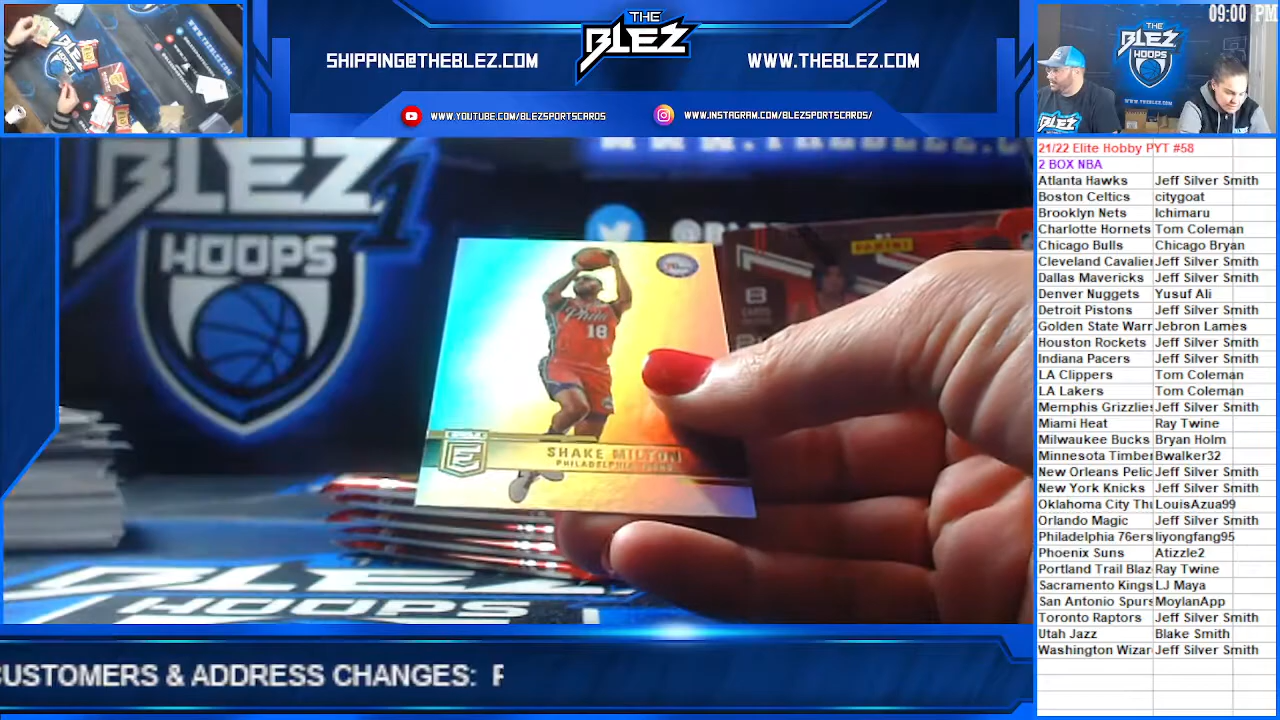 THE
BLEZ
SHIPPING@THEBLEZ.COM
WWW.THEBLEZ.COM
WWW.YOUTUBE.COM/BLEZSPORTSCARDS
WWW.INSTAGRAM.COM/BLEZSPORTSCARDS/
09:00 PM
THE
BLEZ
HOOPS
BLEZ
HOOPS
PANINI
8
CARDS
Phila
18
SHAKE MILTON
PHILADELPHIA 76ERS
21/22 Elite Hobby PYT #58
2 BOX NBA
Atlanta Hawks Jeff Silver Smith
Boston Celtics citygoat
Brooklyn Nets Ichimaru
Charlotte Hornets Tom Coleman
Chicago Bulls Chicago Bryan
Cleveland Cavalier Jeff Silver Smith
Dallas Mavericks Jeff Silver Smith
Denver Nuggets Yusuf Ali
Detroit Pistons Jeff Silver Smith
Golden State Warr Jebron Lames
Houston Rockets Jeff Silver Smith
Indiana Pacers Jeff Silver Smith
LA Clippers Tom Coleman
LA Lakers Tom Coleman
Memphis Grizzlies Jeff Silver Smith
Miami Heat Ray Twine
Milwaukee Bucks Bryan Holm
Minnesota Timber Bwalker32
New Orleans Pelic Jeff Silver Smith
New York Knicks Jeff Silver Smith
Oklahoma City Thu LouisAzua99
Orlando Magic Jeff Silver Smith
Philadelphia 76ers liyongfang95
Phoenix Suns Atizzle2
Portland Trail Blaz Ray Twine
Sacramento Kings LJ Maya
San Antonio Spurs MoylanApp
Toronto Raptors Jeff Silver Smith
Utah Jazz Blake Smith
Washington Wizar Jeff Silver Smith
CUSTOMERS & ADDRESS CHANGES: